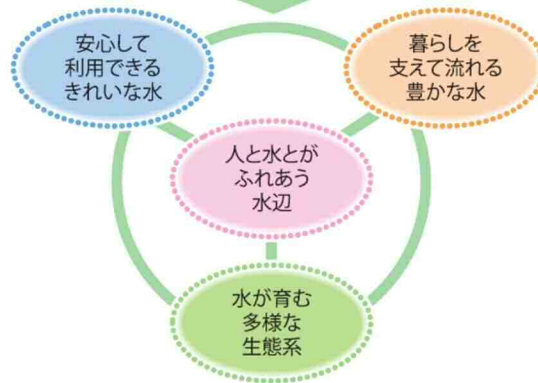 安心して
利用できる
きれいな水
暮らしを
支えて流れる
豊かな水
人と水とが
ふれあう
水辺
水が育む
多様な
生態系